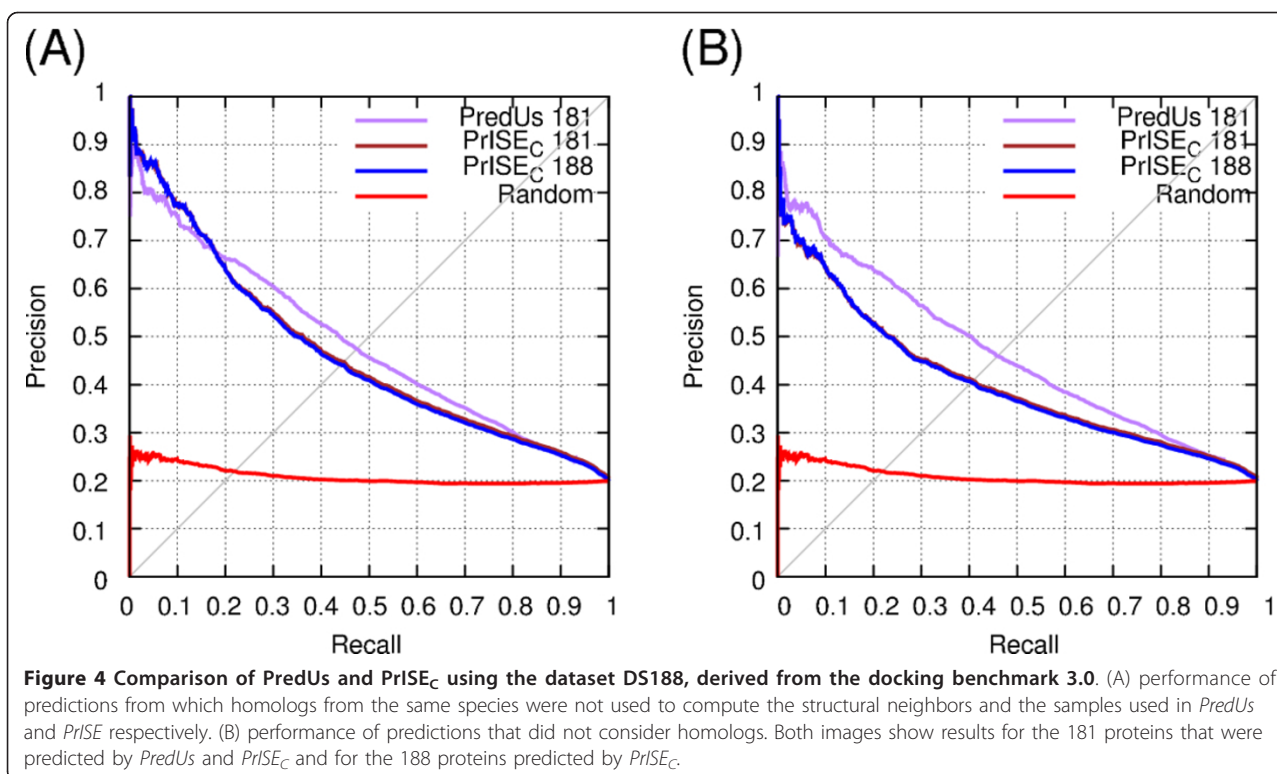 (A)
1
0.9
0.8
0.7
0.6
0.5
0.4
0.3
0.2
0.1
0
Precision
PredUs 181
PrISE_C 181
PrISE_C 188
Random
0 0.1 0.2 0.3 0.4 0.5 0.6 0.7 0.8 0.9 1
Recall
(B)
1
0.9
0.8
0.7
0.6
0.5
0.4
0.3
0.2
0.1
0
Precision
PredUs 181
PrISE_C 181
PrISE_C 188
Random
0 0.1 0.2 0.3 0.4 0.5 0.6 0.7 0.8 0.9 1
Recall
Figure 4 Comparison of PredUs and PrISE_C using the dataset DS188, derived from the docking benchmark 3.0. (A) performance of
predictions from which homologs from the same species were not used to compute the structural neighbors and the samples used in PredUs
and PrISE respectively. (B) performance of predictions that did not consider homologs. Both images show results for the 181 proteins that were
predicted by PredUs and PrISE_C and for the 188 proteins predicted by PrISE_C.